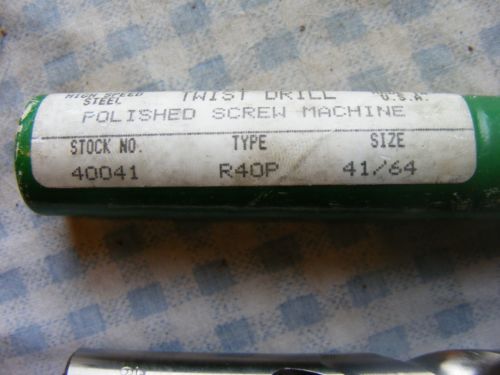 HIGH SPEED TWIST DRILL
STEEL U.S.A.
POLISHED SCREW MACHINE
STOCK NO. TYPE SIZE
40041 R40P 41/64